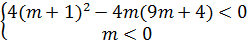 4(m + 1)² − 4m(9m + 4) < 0
m < 0